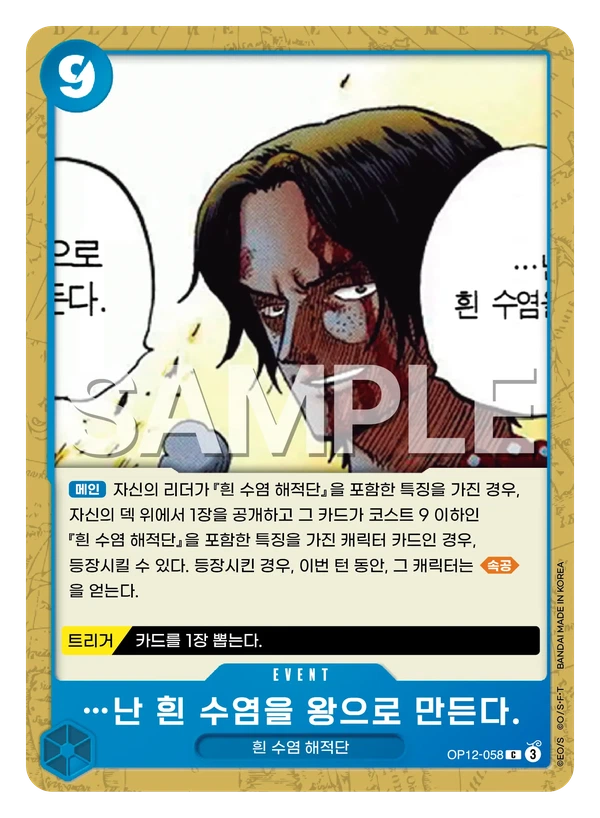 9
으로
든다.
...난
흰 수염을
SAMPLE
메인 자신의 리더가 『흰 수염 해적단』을 포함한 특징을 가진 경우,
자신의 덱 위에서 1장을 공개하고 그 카드가 코스트 9 이하인
『흰 수염 해적단』을 포함한 특징을 가진 캐릭터 카드인 경우,
등장시킬 수 있다. 등장시킨 경우, 이번 턴 동안, 그 캐릭터는 속공
을 얻는다.
트리거 카드를 1장 뽑는다.
EVENT
…난 흰 수염을 왕으로 만든다.
흰 수염 해적단
OP12-058 C 3
©EO/S ©O/S·F·T BANDAI MADE IN KOREA